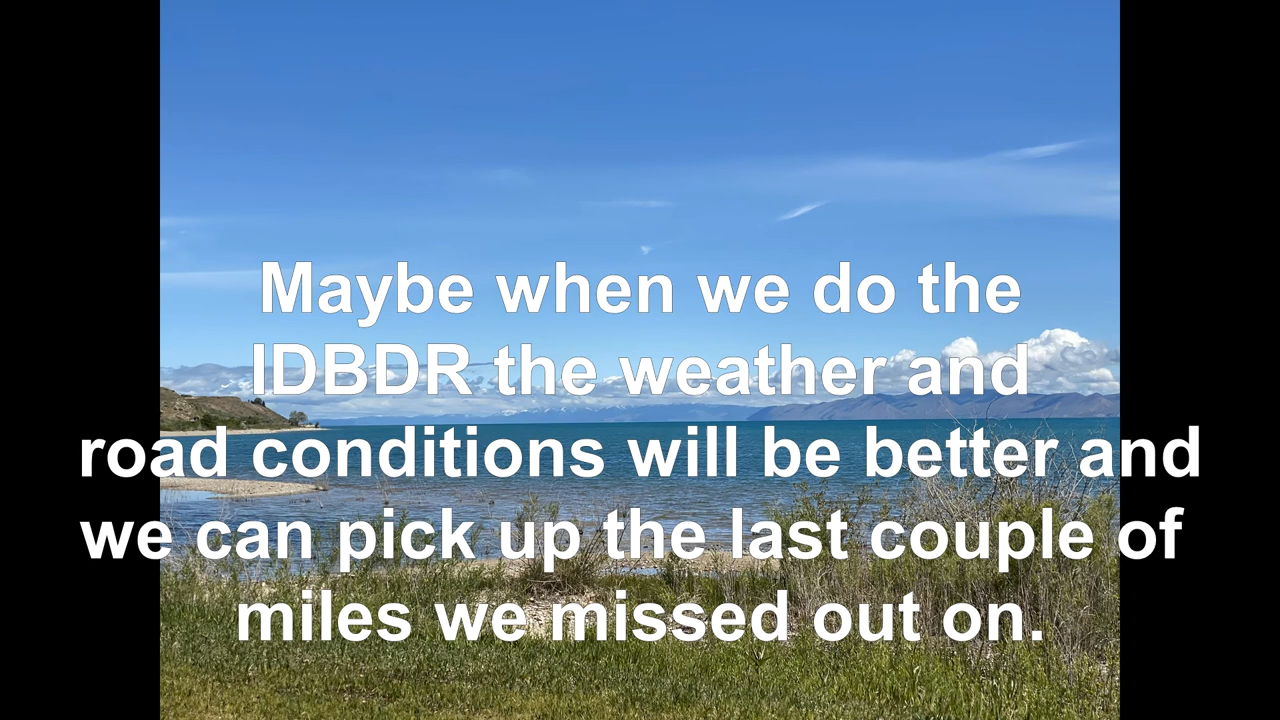 Maybe when we do the
IDBDR the weather and
road conditions will be better and
we can pick up the last couple of
miles we missed out on.